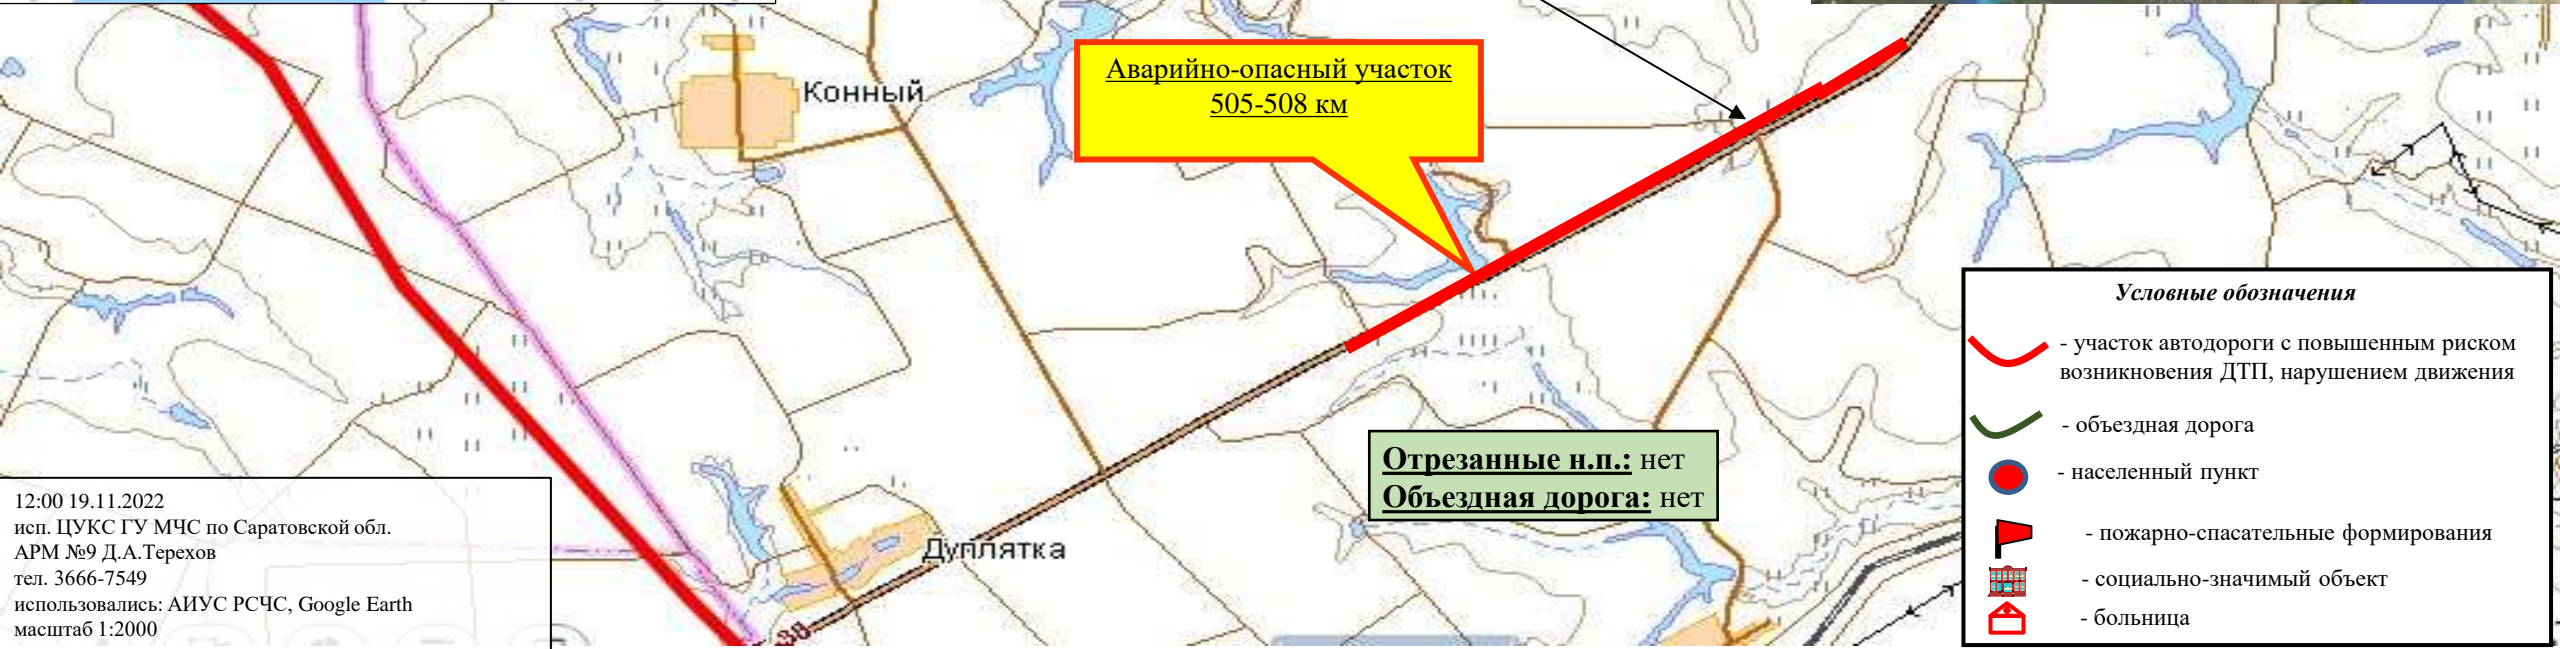 Конный
Аварийно-опасный участок
505-508 км
Условные обозначения
- участок автодороги с повышенным риском
возникновения ДТП, нарушением движения
- объездная дорога
- населенный пункт
- пожарно-спасательные формирования
- социально-значимый объект
- больница
Отрезанные н.п.: нет
Объездная дорога: нет
Дуплятка
12:00 19.11.2022
исп. ЦУКС ГУ МЧС по Саратовской обл.
АРМ №9 Д.А.Терехов
тел. 3666-7549
использовались: АИУС РСЧС, Google Earth
масштаб 1:2000